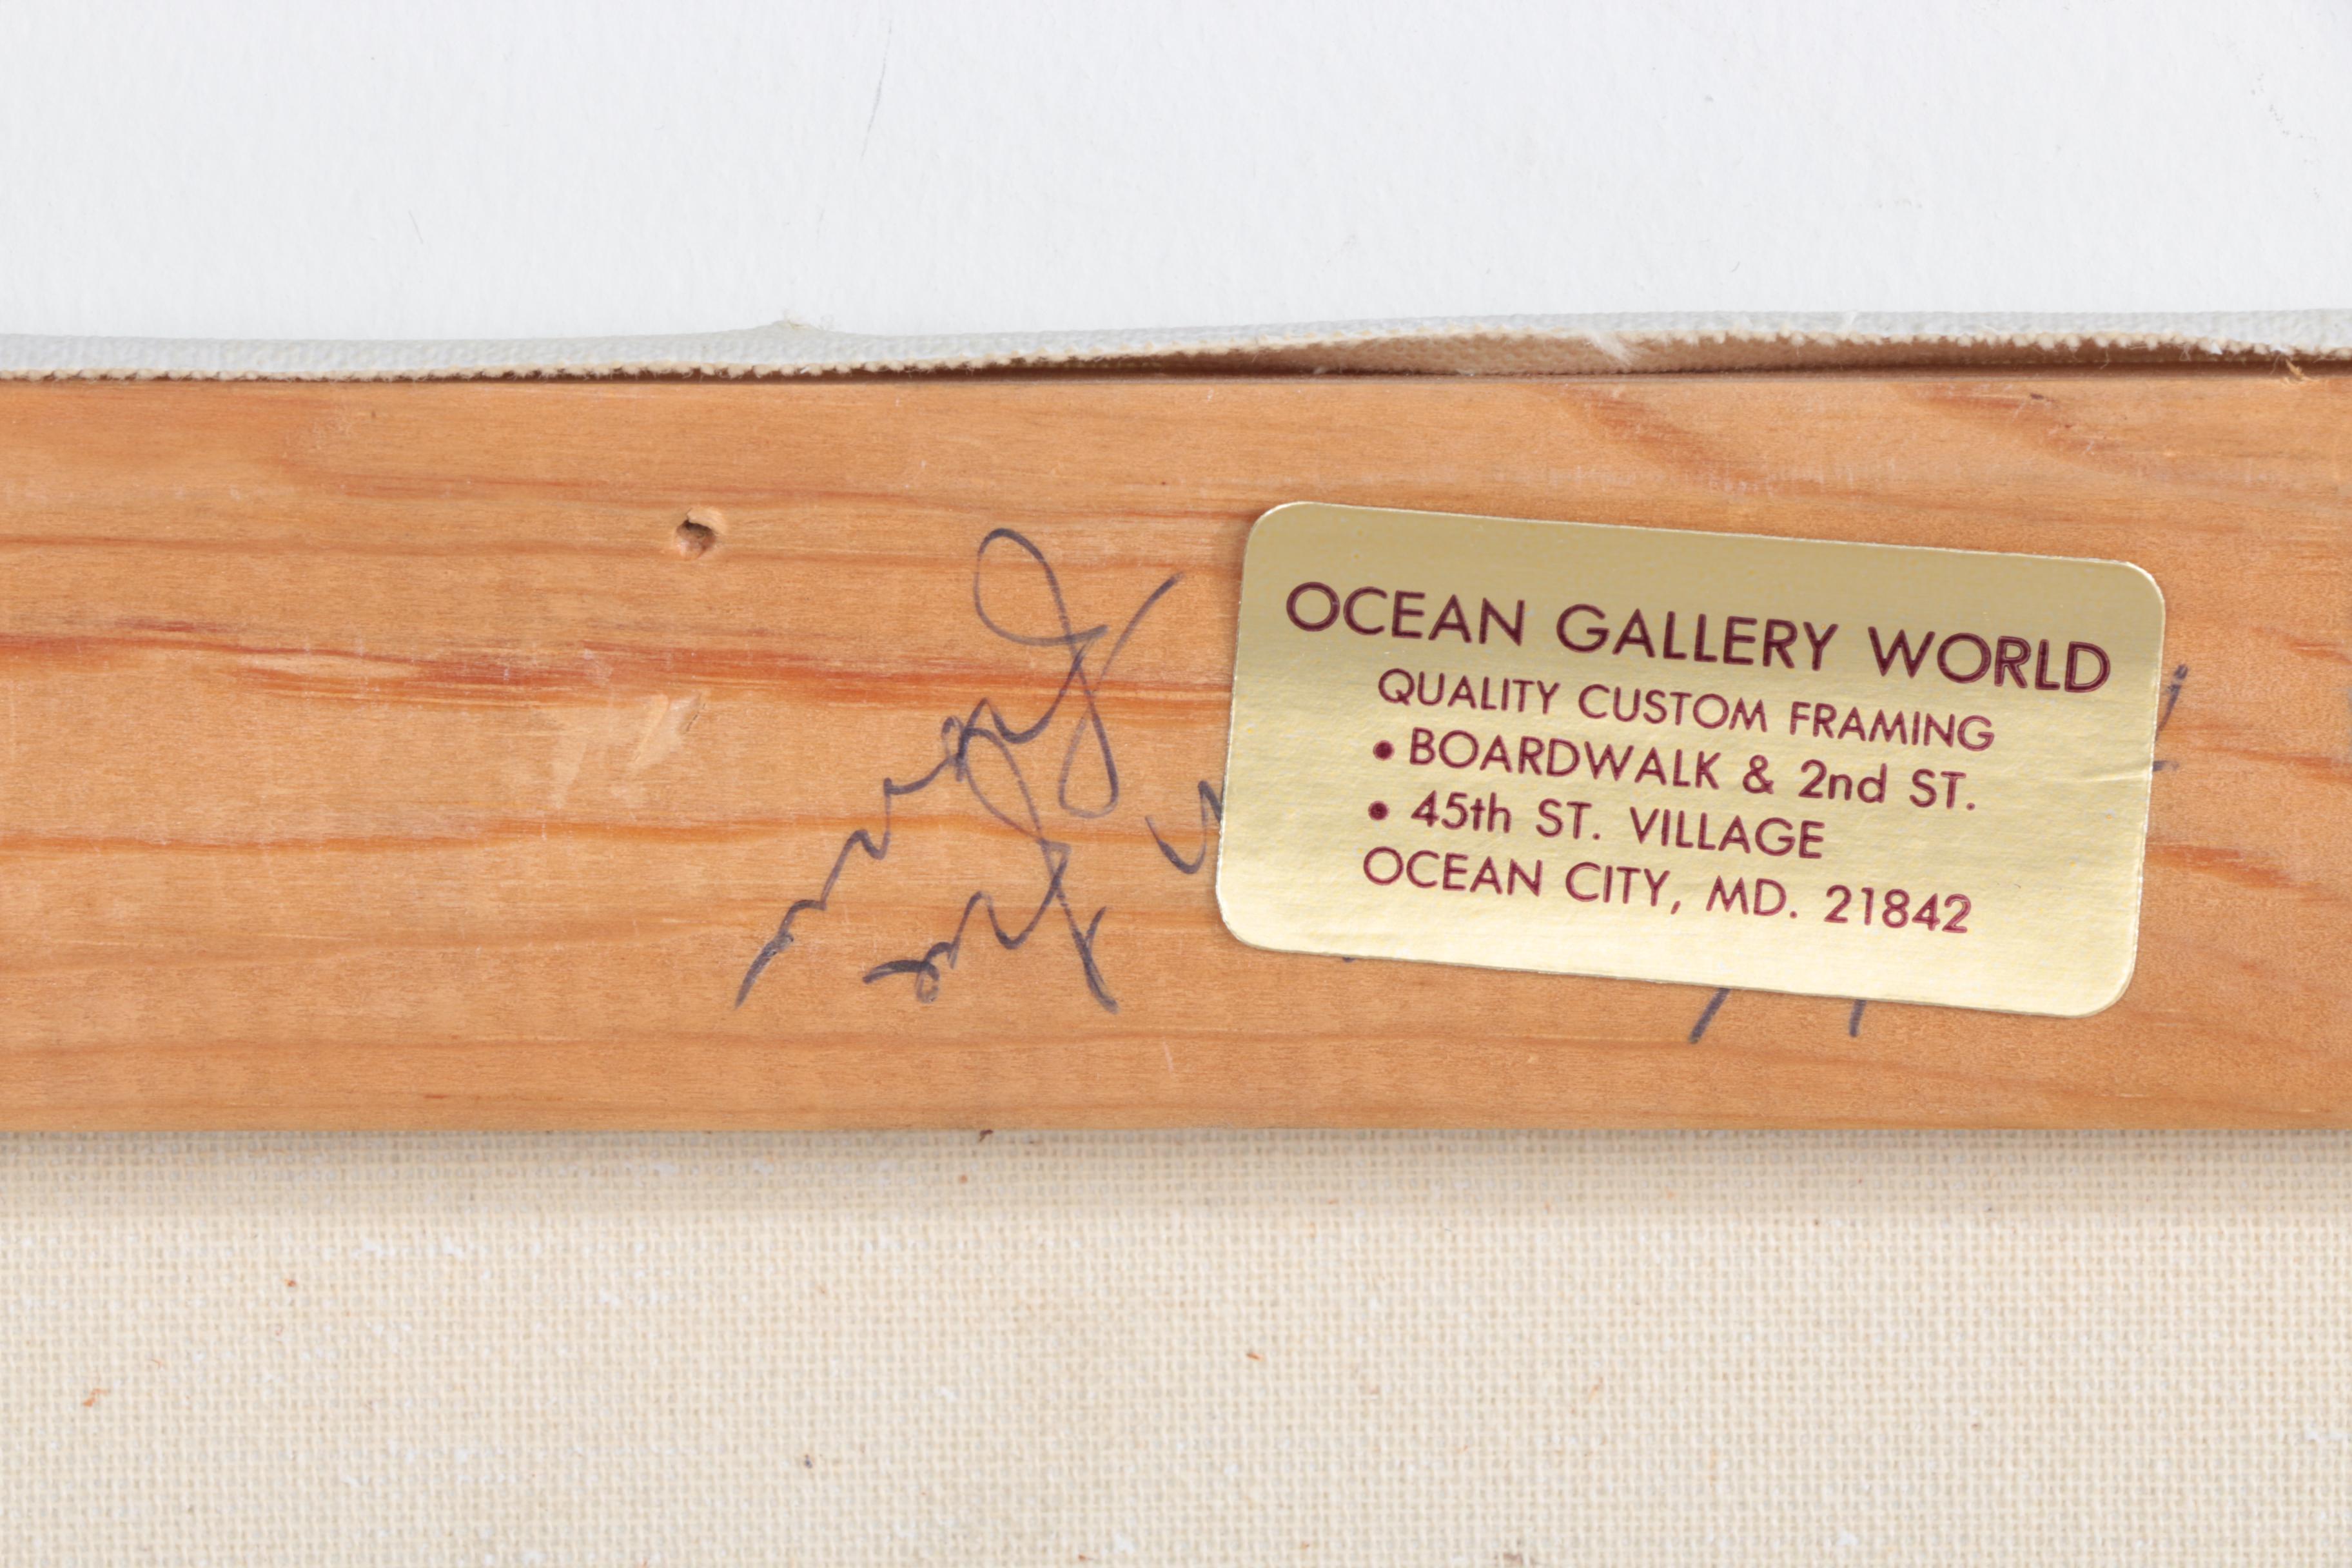 OCEAN GALLERY WORLD
QUALITY CUSTOM FRAMING
• BOARDWALK & 2nd ST.
• 45th ST. VILLAGE
OCEAN CITY, MD. 21842